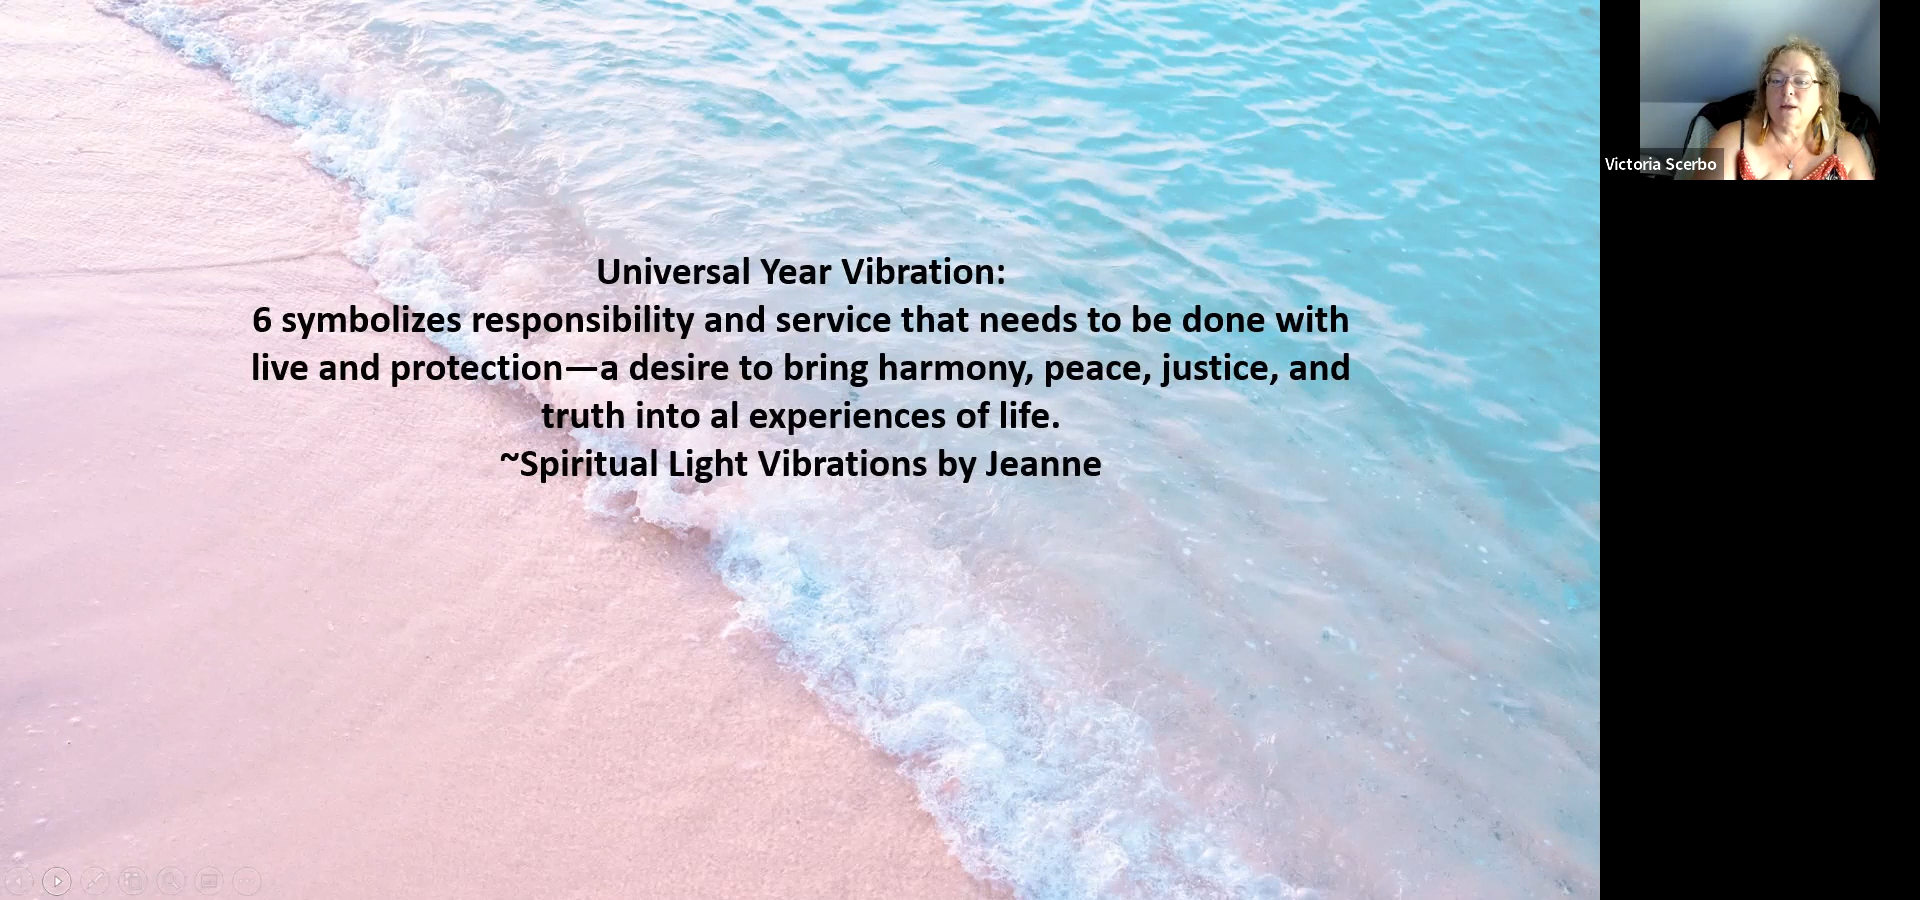 Universal Year Vibration:
6 symbolizes responsibility and service that needs to be done with
live and protection—a desire to bring harmony, peace, justice, and
truth into al experiences of life.
~Spiritual Light Vibrations by Jeanne
Victoria Scerbo